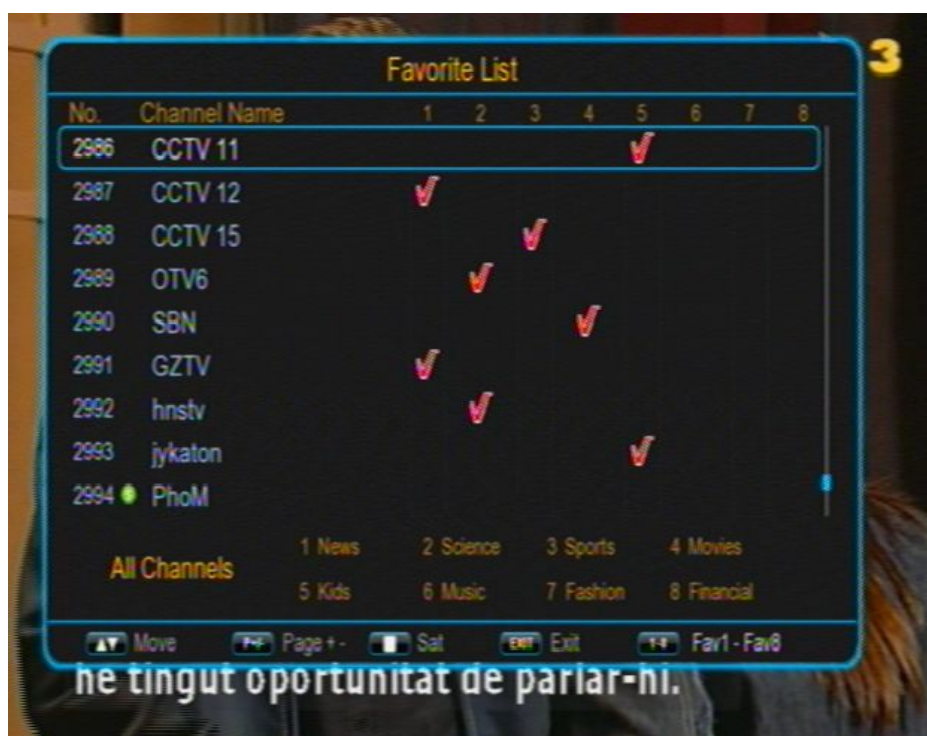 3
Favorite List
No. Channel Name 1 2 3 4 5 6 7 8
2986 CCTV 11
2987 CCTV 12
2988 CCTV 15
2989 OTV6
2990 SBN
2991 GZTV
2992 hnstv
2993 jykaton
2994 $ PhoM
All Channels
1 News 2 Science 3 Sports 4 Movies
5 Kids 6 Music 7 Fashion 8 Financial
▲▼ Move P+/- Page + - Sat EXIT Exit 1-8 Fav1 - Fav8
he tingut oportunitat de parlar-hi.